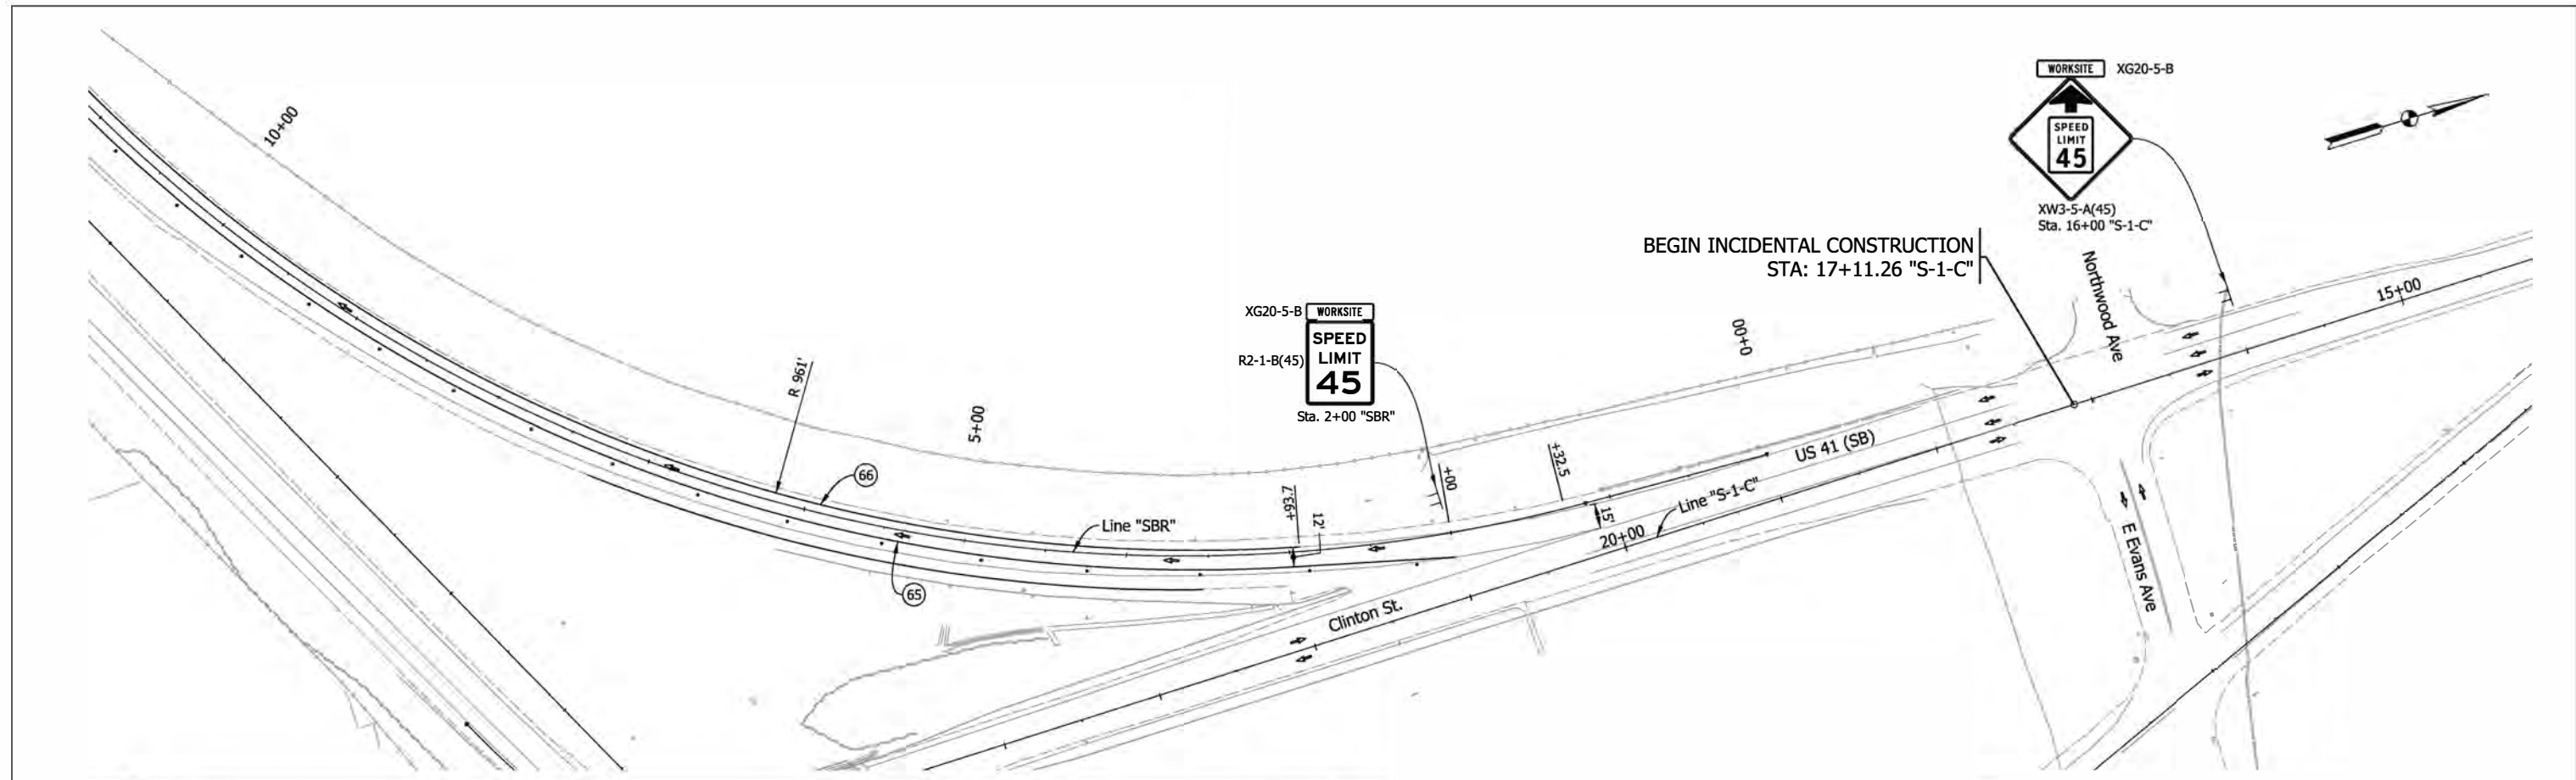 10+00
WORKSITE XG20-5-B
SPEED
LIMIT
45
XW3-5-A(45)
Sta. 16+00 "S-1-C"
BEGIN INCIDENTAL CONSTRUCTION
STA: 17+11.26 "S-1-C"
Northwood Ave
15+00
XG20-5-B WORKSITE
SPEED
R2-1-B(45) LIMIT
45
Sta. 2+00 "SBR"
0+00
R 961'
5+00
66
+00
+32.5
US 41 (SB)
Line "S-1-C"
+93.7
12'
15'
20+00
Line "SBR"
65
Clinton St.
E Evans Ave